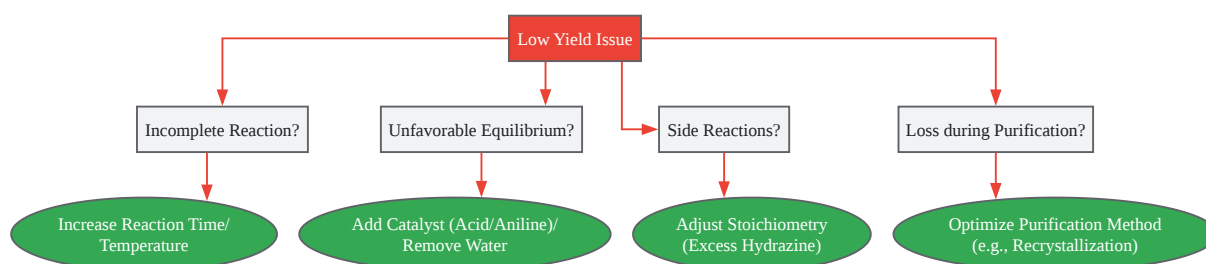 Low Yield Issue
Incomplete Reaction?
Unfavorable Equilibrium?
Side Reactions?
Loss during Purification?
Increase Reaction Time/
Temperature
Add Catalyst (Acid/Aniline)/
Remove Water
Adjust Stoichiometry
(Excess Hydrazine)
Optimize Purification Method
(e.g., Recrystallization)